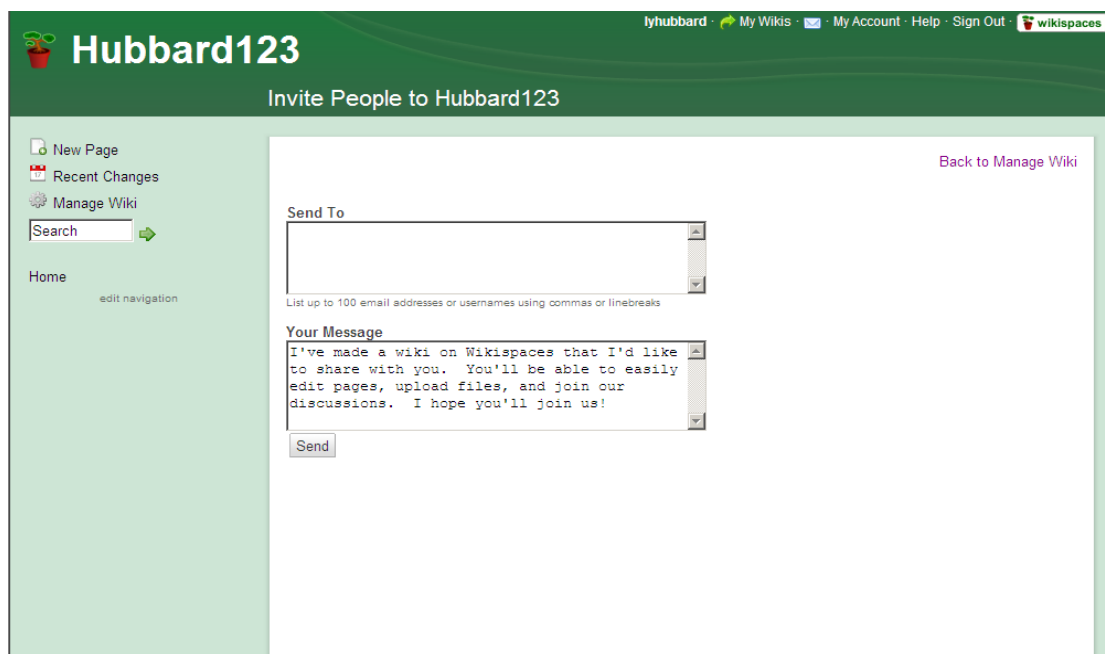 lyhubbard · My Wikis · My Account · Help · Sign Out · wikispaces
Hubbard123
Invite People to Hubbard123
New Page
Recent Changes
Manage Wiki
Search
Home
edit navigation
Back to Manage Wiki
Send To
List up to 100 email addresses or usernames using commas or linebreaks
Your Message
I've made a wiki on Wikispaces that I'd like
to share with you.  You'll be able to easily
edit pages, upload files, and join our
discussions.  I hope you'll join us!
Send